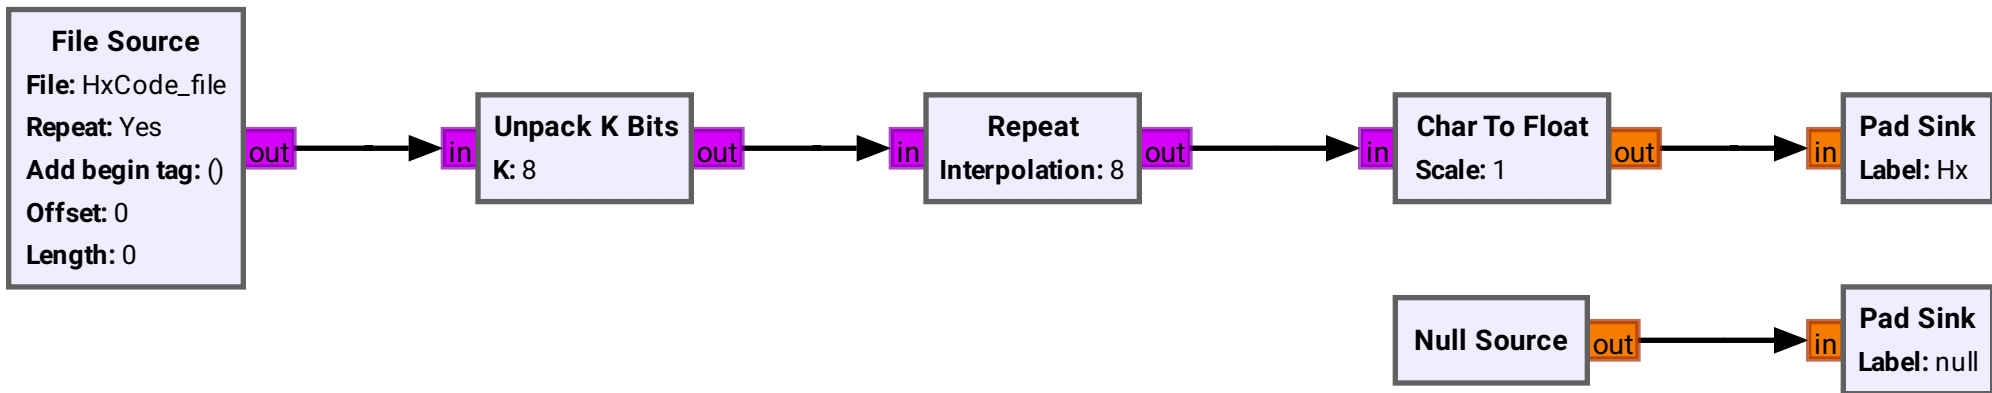 File Source
File: HxCode_file
Repeat: Yes
Add begin tag: ()
Offset: 0
Length: 0
out
in
Unpack K Bits
K: 8
out
in
Repeat
Interpolation: 8
out
in
Char To Float
Scale: 1
out
in
Pad Sink
Label: Hx
Null Source
out
in
Pad Sink
Label: null